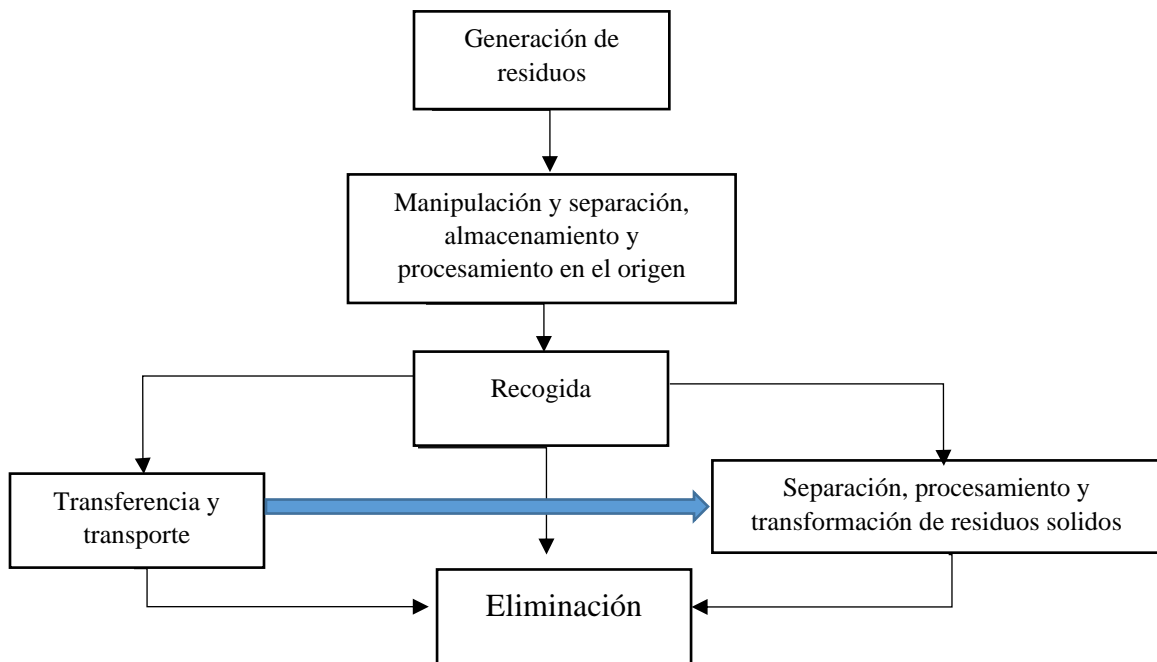 Generación de
residuos
Manipulación y separación,
almacenamiento y
procesamiento en el origen
Recogida
Transferencia y
transporte
Separación, procesamiento y
transformación de residuos solidos
Eliminación